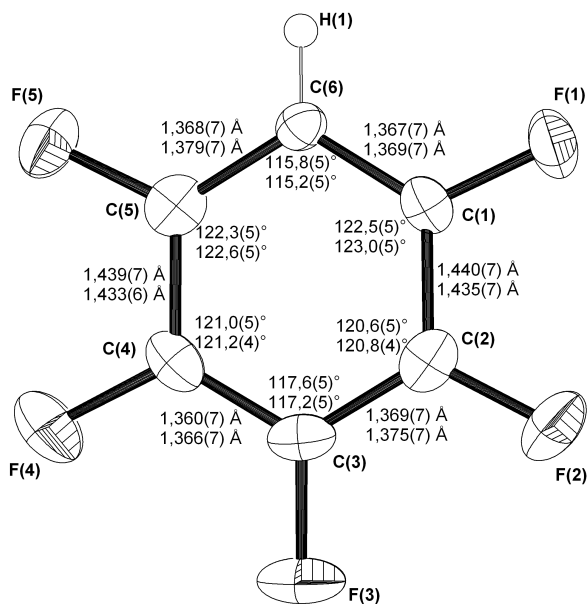 H(1)
F(5)
C(6)
F(1)
1,368(7) Å
1,379(7) Å
1,367(7) Å
1,369(7) Å
115,8(5)°
115,2(5)°
C(5)
C(1)
122,3(5)°
122,6(5)°
122,5(5)°
123,0(5)°
1,439(7) Å
1,433(6) Å
1,440(7) Å
1,435(7) Å
121,0(5)°
121,2(4)°
120,6(5)°
120,8(4)°
C(4)
C(2)
117,6(5)°
117,2(5)°
1,360(7) Å
1,366(7) Å
1,369(7) Å
1,375(7) Å
C(3)
F(4)
F(2)
F(3)